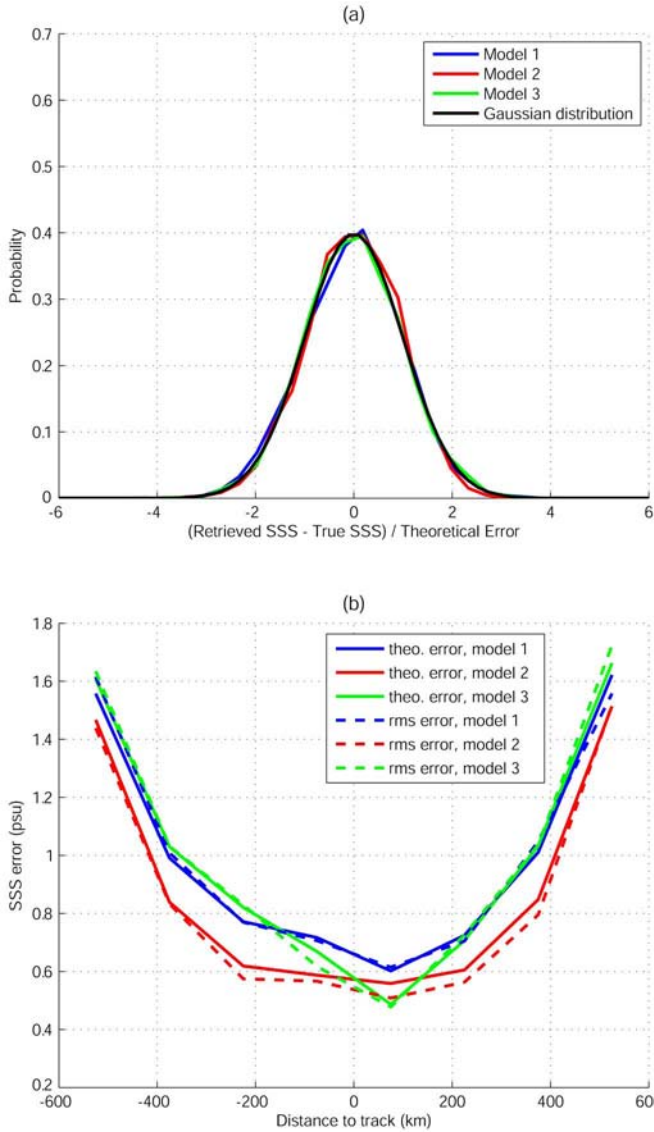 (a)
0.7
0.6
0.5
0.4
0.3
0.2
0.1
0
Probability
Model 1
Model 2
Model 3
Gaussian distribution
-6 -4 -2 0 2 4 6
(Retrieved SSS - True SSS) / Theoretical Error
(b)
1.8
1.6
1.4
1.2
1
0.8
0.6
0.4
0.2
SSS error (psu)
theo. error, model 1
theo. error, model 2
theo. error, model 3
rms error, model 1
rms error, model 2
rms error, model 3
-600 -400 -200 0 200 400 60
Distance to track (km)